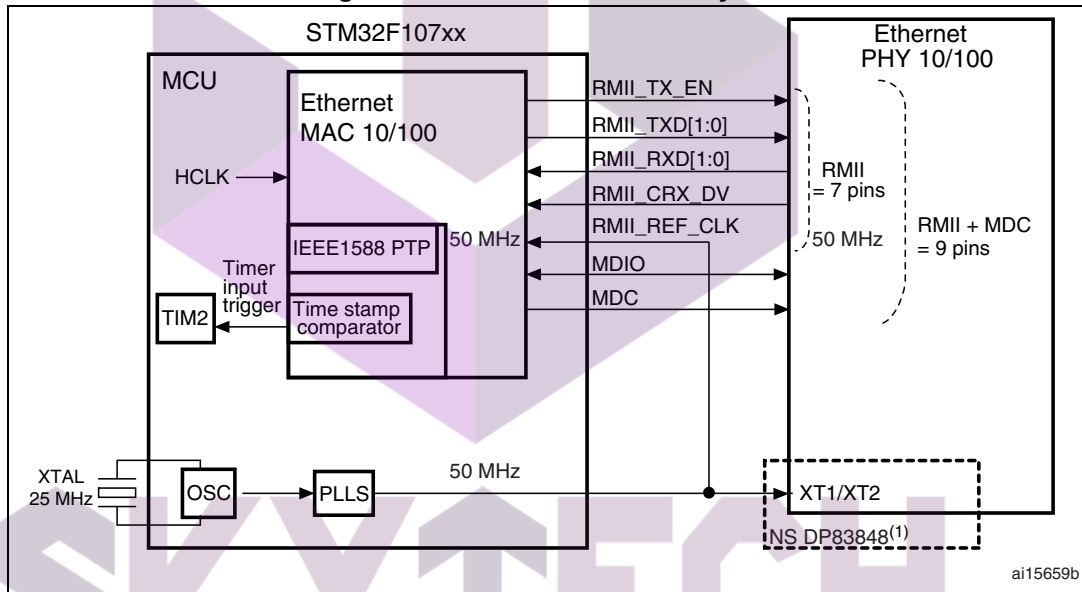 STM32F107xx
MCU
Ethernet
MAC 10/100
HCLK
IEEE1588 PTP
50 MHz
Timer
input
trigger
TIM2
Time stamp
comparator
RMII_TX_EN
RMII_TXD[1:0]
RMII_RXD[1:0]
RMII_CRX_DV
RMII_REF_CLK
MDIO
MDC
Ethernet
PHY 10/100
RMII
= 7 pins
50 MHz
RMII + MDC
= 9 pins
XTAL
25 MHz
OSC
PLLS
50 MHz
XT1/XT2
NS DP83848(1)
ai15659b
SKYTECH